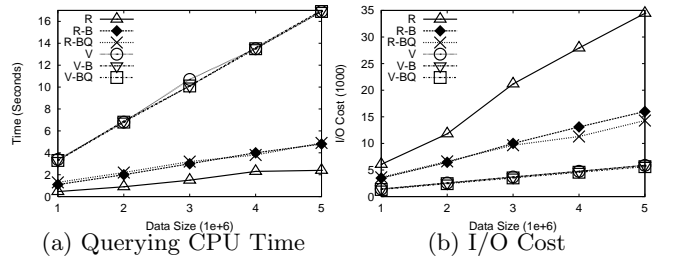 R
R-B
R-BQ
V
V-B
V-BQ
Time (Seconds)
16
14
12
10
8
6
4
2
0
1 2 3 4 5
Data Size (1e+6)
(a) Querying CPU Time
R
R-B
R-BQ
V
V-B
V-BQ
I/O Cost (1000)
35
30
25
20
15
10
5
0
1 2 3 4 5
Data Size (1e+6)
(b) I/O Cost